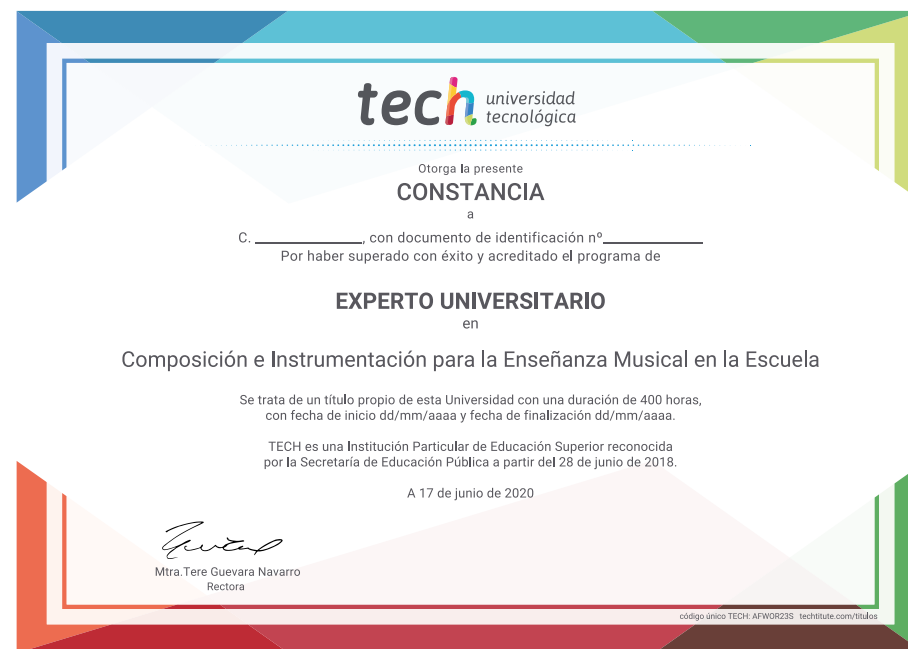 tech universidad
tecnológica
Otorga la presente
CONSTANCIA
a
C. ______________, con documento de identificación nº_____________
Por haber superado con éxito y acreditado el programa de
EXPERTO UNIVERSITARIO
en
Composición e Instrumentación para la Enseñanza Musical en la Escuela
Se trata de un título propio de esta Universidad con una duración de 400 horas,
con fecha de inicio dd/mm/aaaa y fecha de finalización dd/mm/aaaa.
TECH es una Institución Particular de Educación Superior reconocida
por la Secretaría de Educación Pública a partir del 28 de junio de 2018.
A 17 de junio de 2020
Mtra.Tere Guevara Navarro
Rectora
código único TECH: AFWOR23S techtitute.com/titulos